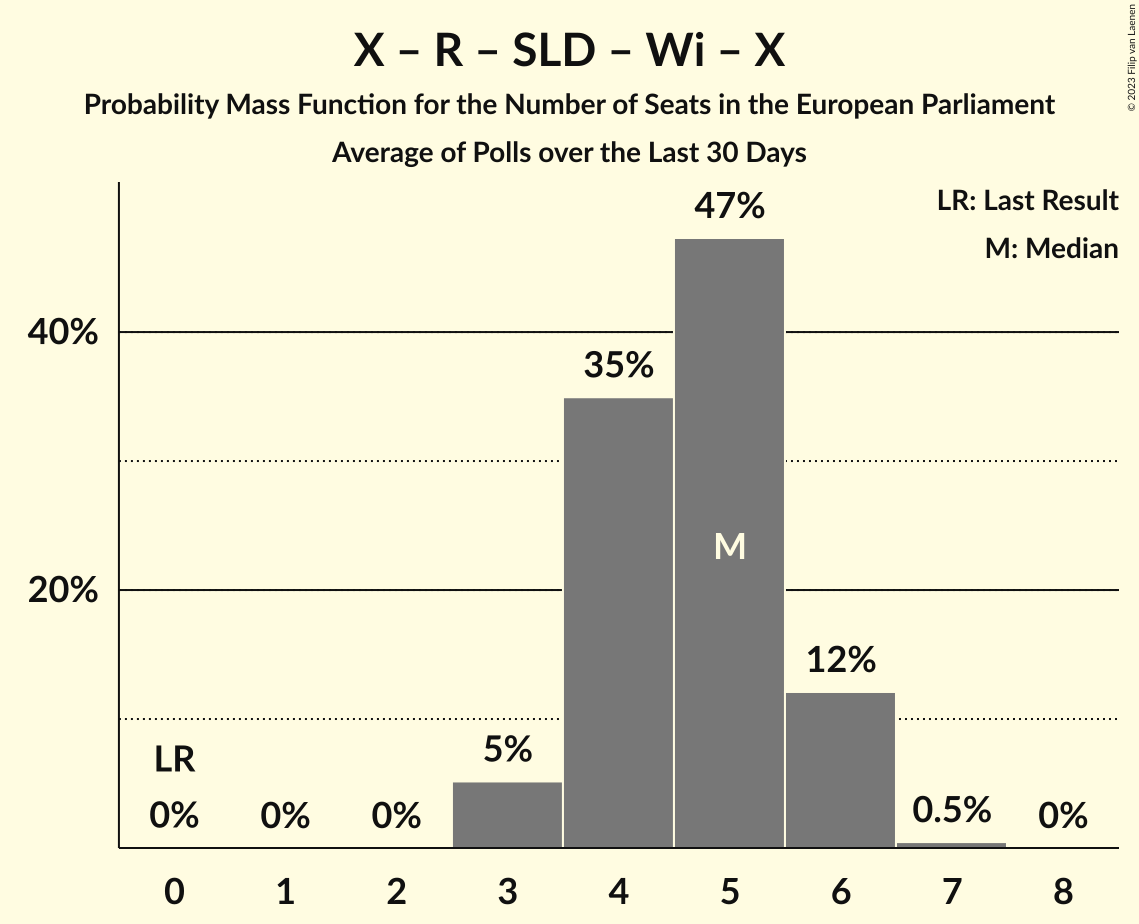 X – R – SLD – Wi – X
Probability Mass Function for the Number of Seats in the European Parliament
Average of Polls over the Last 30 Days
© 2023 Filip van Laenen
LR: Last Result
M: Median
47%
40%
35%
M
20%
12%
5%
LR
0%
0%
0%
0.5%
0%
0
1
2
3
4
5
6
7
8